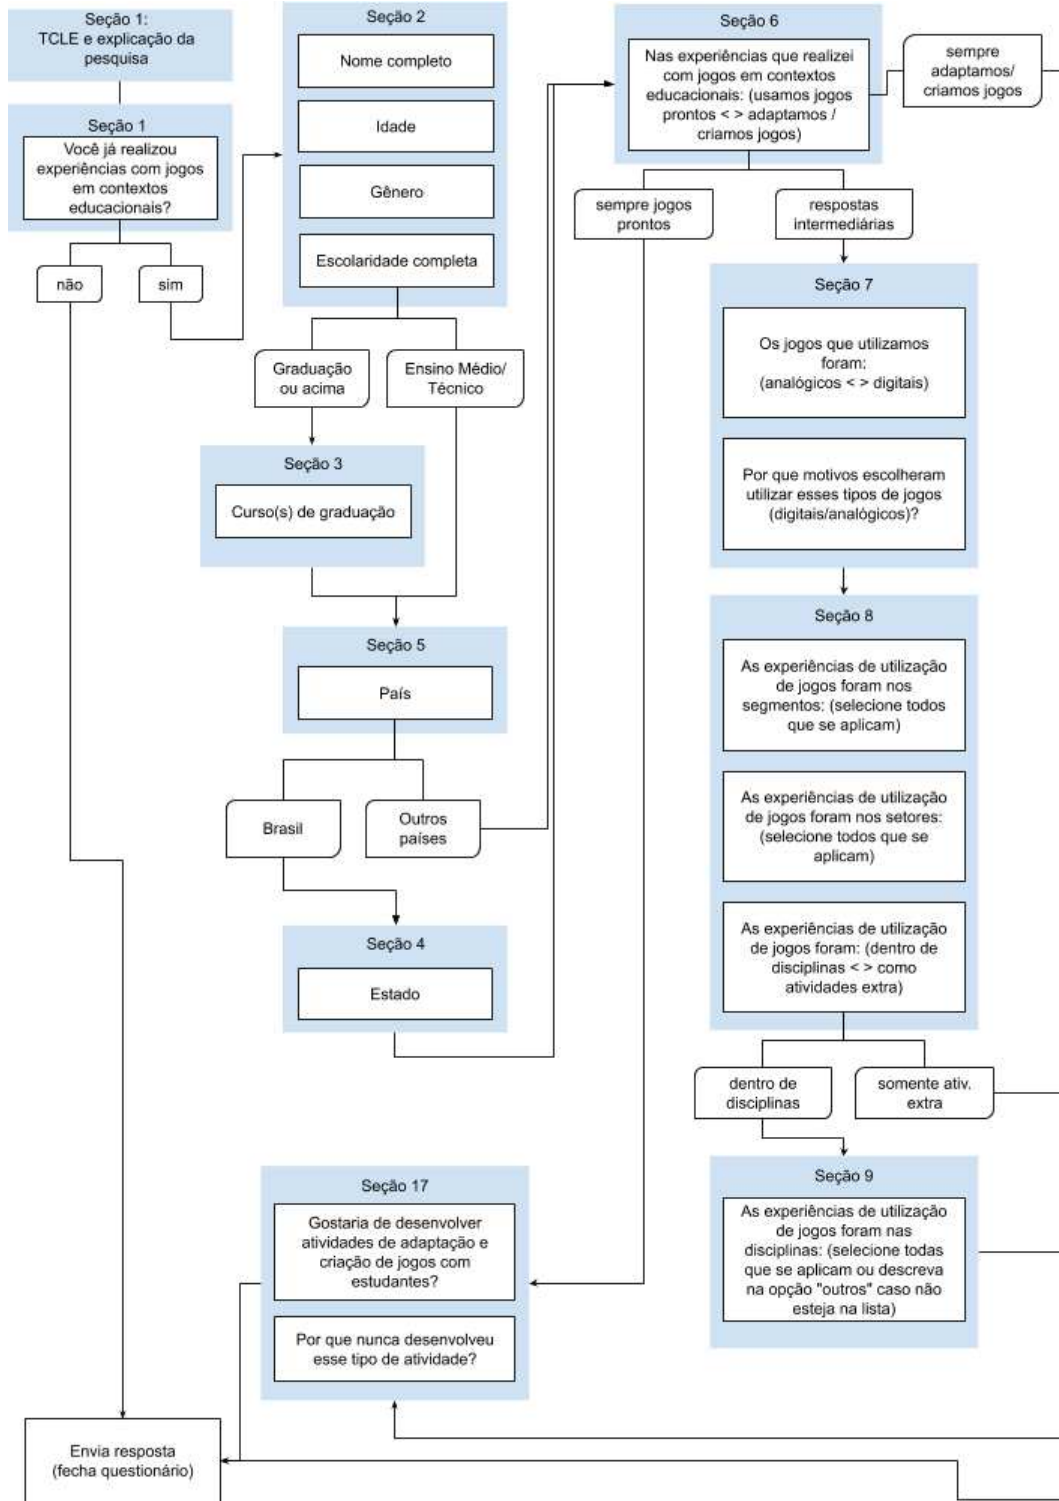 Seção 1:
TCLE e explicação da
pesquisa
Seção 1
Você já realizou
experiências com jogos
em contextos
educacionais?
não
sim
Seção 2
Nome completo
Idade
Gênero
Escolaridade completa
Graduação
ou acima
Ensino Médio/
Técnico
Seção 3
Curso(s) de graduação
Seção 5
País
Brasil
Outros
países
Seção 4
Estado
Seção 6
Nas experiências que realizei
com jogos em contextos
educacionais: (usamos jogos
prontos < > adaptamos /
criamos jogos)
sempre
adaptamos/
criamos jogos
sempre jogos
prontos
respostas
intermediárias
Seção 7
Os jogos que utilizamos
foram:
(analógicos < > digitais)
Por que motivos escolheram
utilizar esses tipos de jogos
(digitais/analógicos)?
Seção 8
As experiências de utilização
de jogos foram nos
segmentos: (selecione todos
que se aplicam)
As experiências de utilização
de jogos foram nos setores:
(selecione todos que se
aplicam)
As experiências de utilização
de jogos foram: (dentro de
disciplinas < > como
atividades extra)
dentro de
disciplinas
somente ativ.
extra
Seção 9
As experiências de utilização
de jogos foram nas
disciplinas: (selecione todas
que se aplicam ou descreva
na opção "outros" caso não
esteja na lista)
Seção 17
Gostaria de desenvolver
atividades de adaptação e
criação de jogos com
estudantes?
Por que nunca desenvolveu
esse tipo de atividade?
Envia resposta
(fecha questionário)